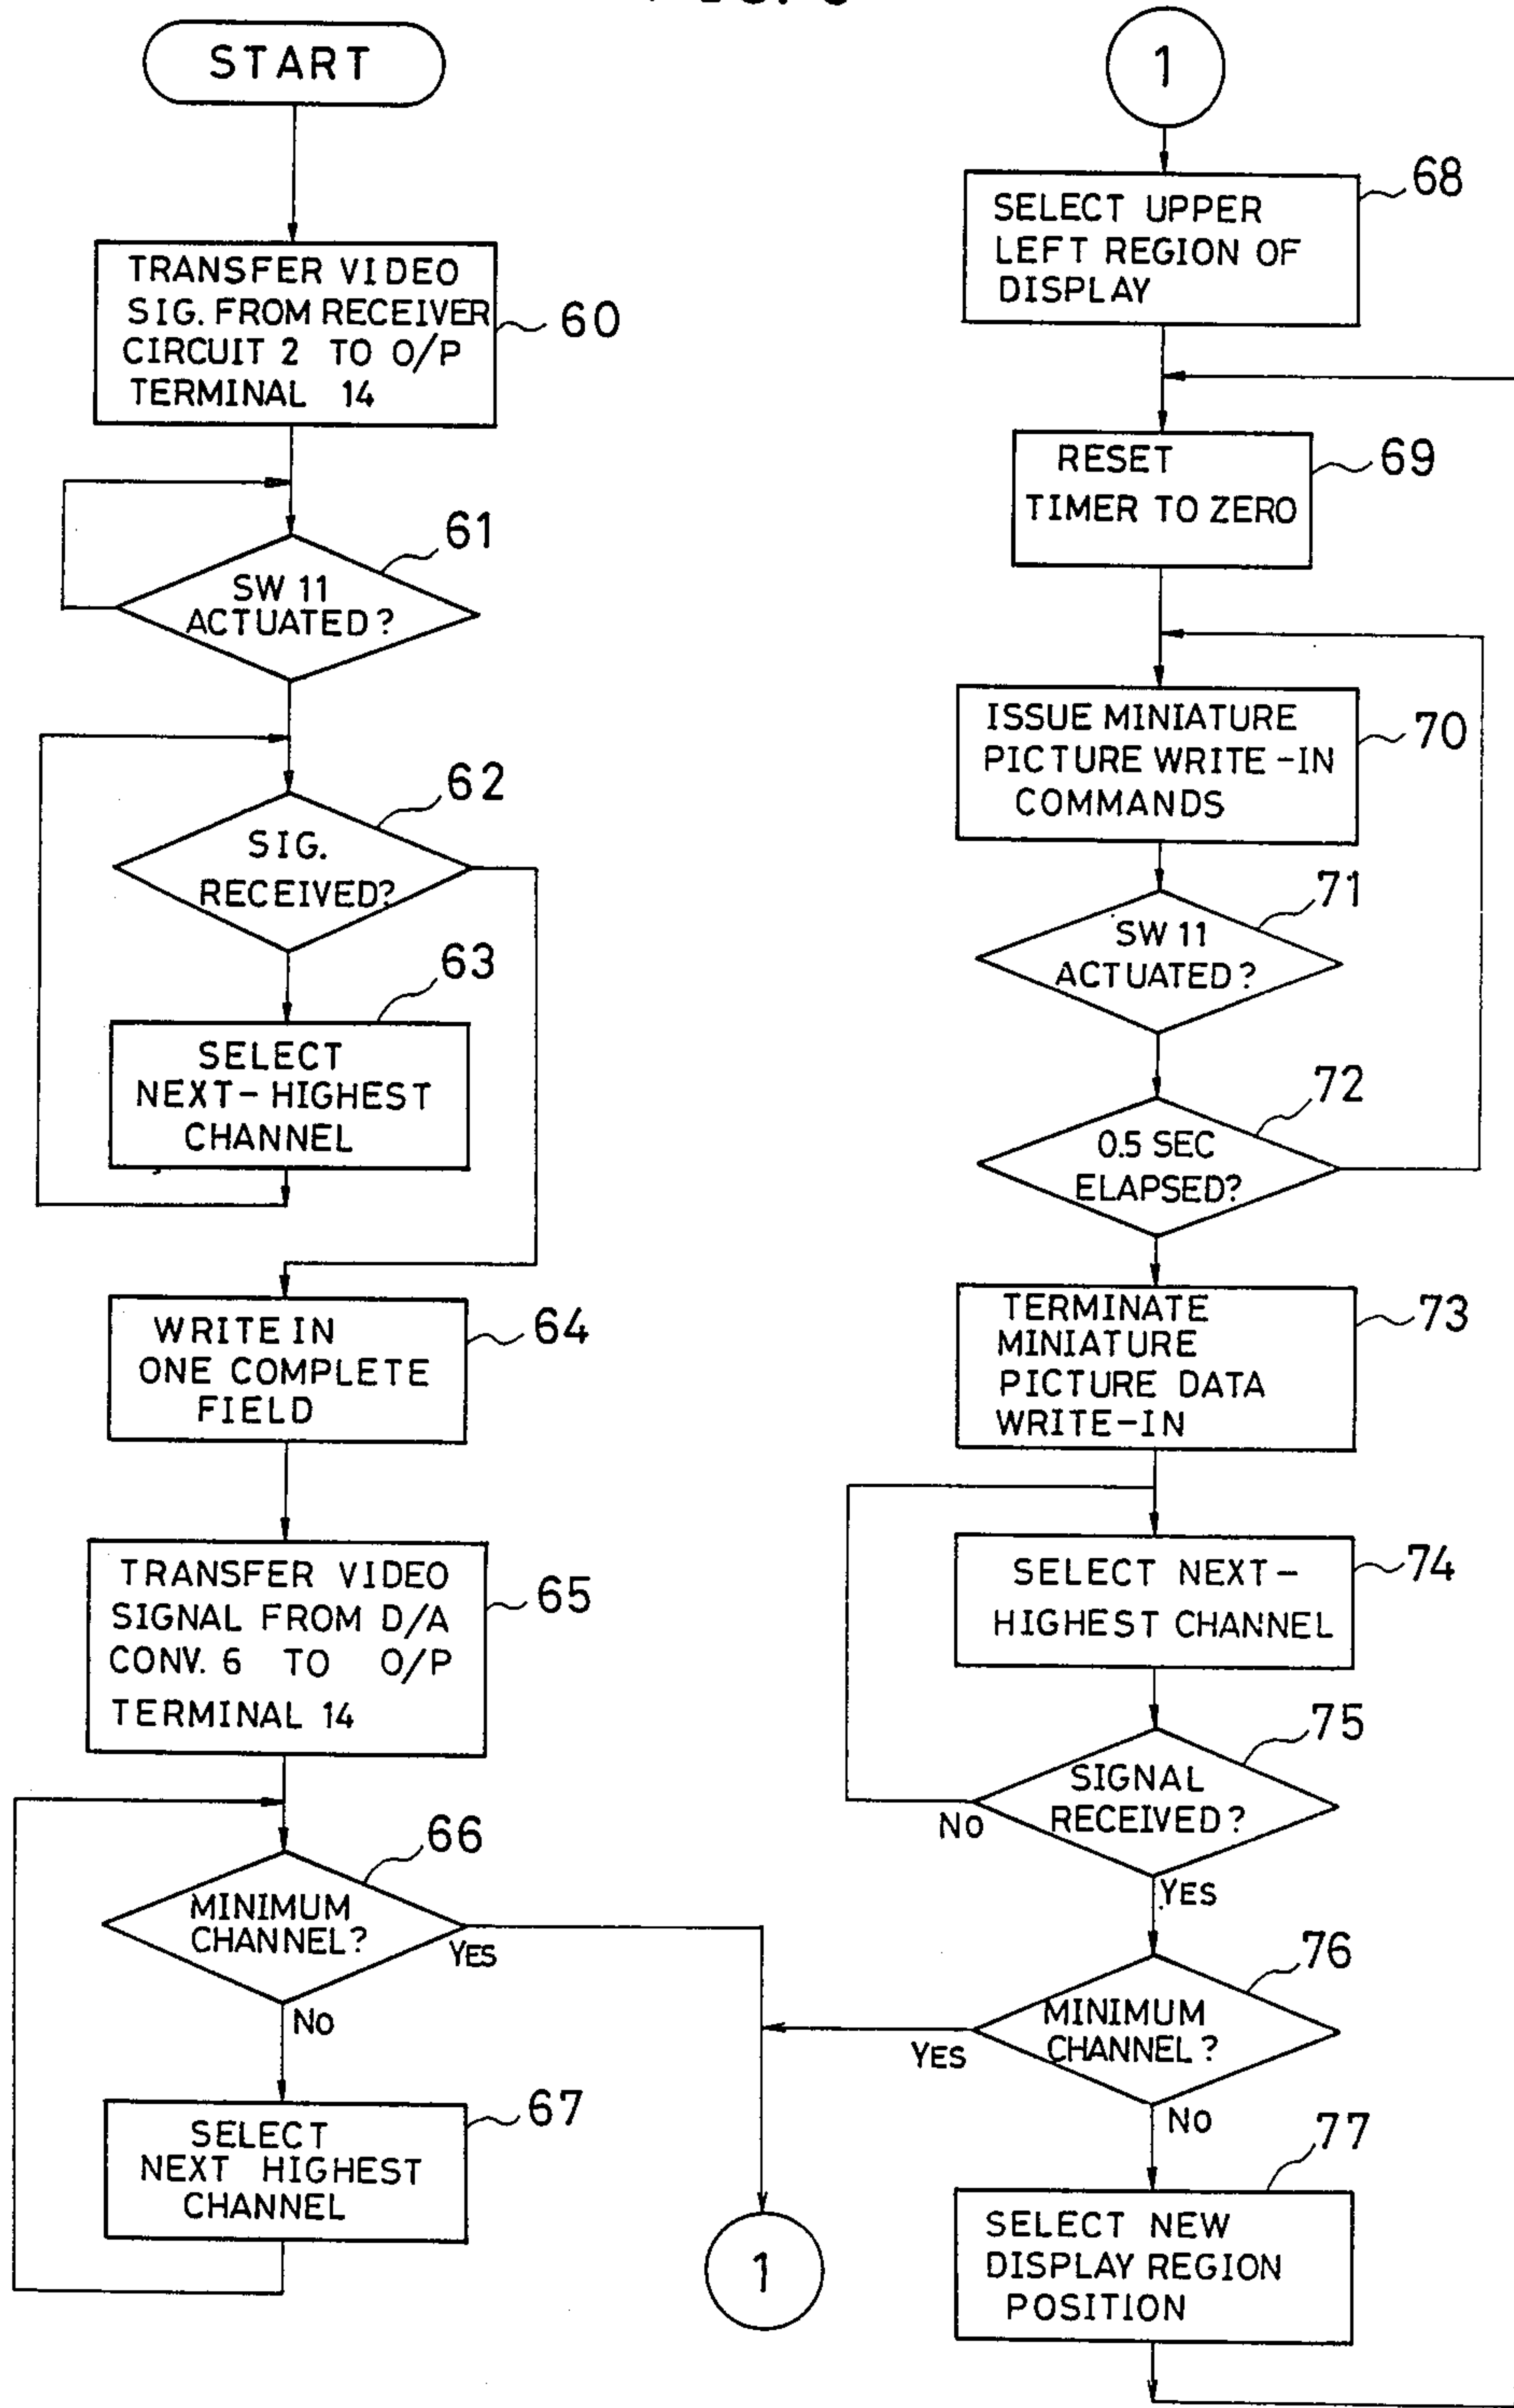 START
TRANSFER VIDEO
SIG. FROM RECEIVER
CIRCUIT 2 TO O/P
TERMINAL 14
60
61
SW 11
ACTUATED?
62
SIG.
RECEIVED?
63
SELECT
NEXT-HIGHEST
CHANNEL
WRITE IN
ONE COMPLETE
FIELD
64
TRANSFER VIDEO
SIGNAL FROM D/A
CONV. 6 TO O/P
TERMINAL 14
65
66
MINIMUM
CHANNEL?
YES
NO
SELECT
NEXT HIGHEST
CHANNEL
67
1
1
68
SELECT UPPER
LEFT REGION OF
DISPLAY
RESET
TIMER TO ZERO
69
ISSUE MINIATURE
PICTURE WRITE-IN
COMMANDS
70
71
SW 11
ACTUATED?
72
0.5 SEC
ELAPSED?
TERMINATE
MINIATURE
PICTURE DATA
WRITE-IN
73
SELECT NEXT-
HIGHEST CHANNEL
74
75
SIGNAL
RECEIVED?
NO
YES
76
MINIMUM
CHANNEL?
YES
NO
77
SELECT NEW
DISPLAY REGION
POSITION